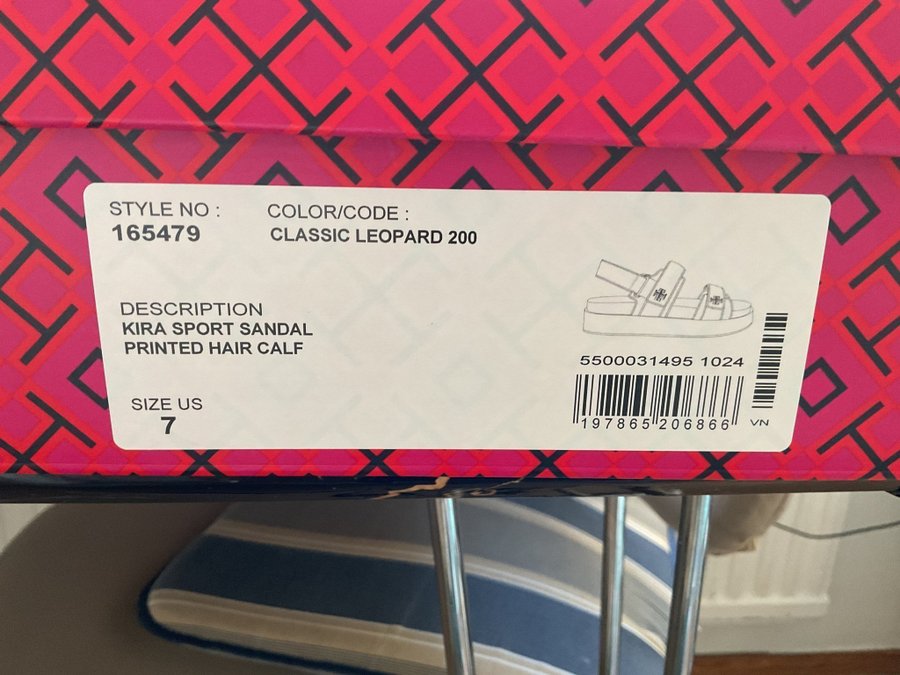 STYLE NO : COLOR/CODE :
165479 CLASSIC LEOPARD 200
DESCRIPTION
KIRA SPORT SANDAL
PRINTED HAIR CALF
5500031495 1024
SIZE US
7
197865 206866
VN